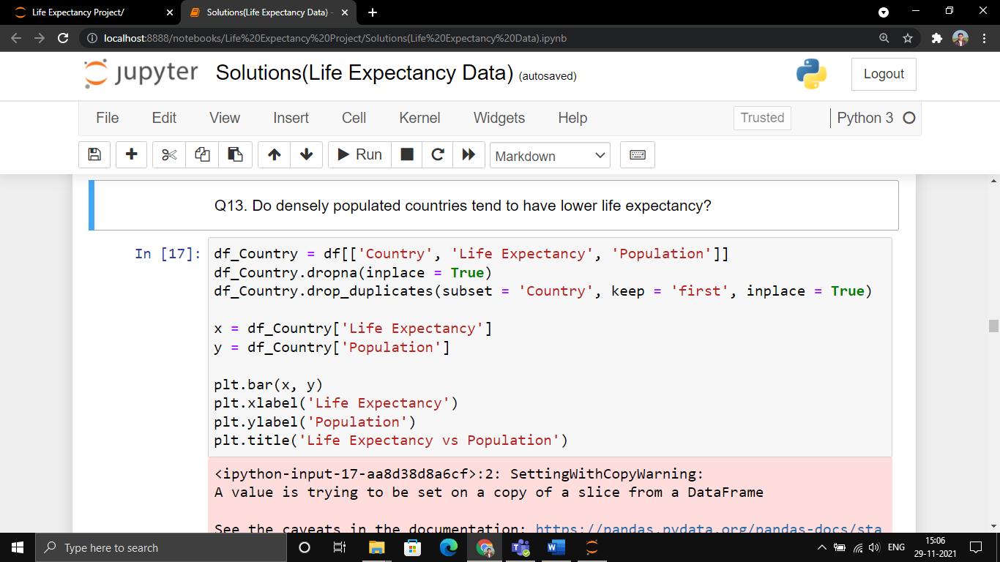 Life Expectancy Project/
Solutions(Life Expectancy Data) -
localhost:8888/notebooks/Life%20Expectancy%20Project/Solutions(Life%20Expectancy%20Data).ipynb
jupyter Solutions(Life Expectancy Data) (autosaved)
Logout
File Edit View Insert Cell Kernel Widgets Help
Trusted
Python 3
Run
Markdown
Q13. Do densely populated countries tend to have lower life expectancy?
In [17]:
df_Country = df[['Country', 'Life Expectancy', 'Population']]
df_Country.dropna(inplace = True)
df_Country.drop_duplicates(subset = 'Country', keep = 'first', inplace = True)
x = df_Country['Life Expectancy']
y = df_Country['Population']
plt.bar(x, y)
plt.xlabel('Life Expectancy')
plt.ylabel('Population')
plt.title('Life Expectancy vs Population')
<ipython-input-17-aa8d38d8a6cf>:2: SettingWithCopyWarning:
A value is trying to be set on a copy of a slice from a DataFrame
See the caveats in the documentation: https://pandas.pydata.org/pandas-docs/sta
Type here to search
ENG
15:06
29-11-2021